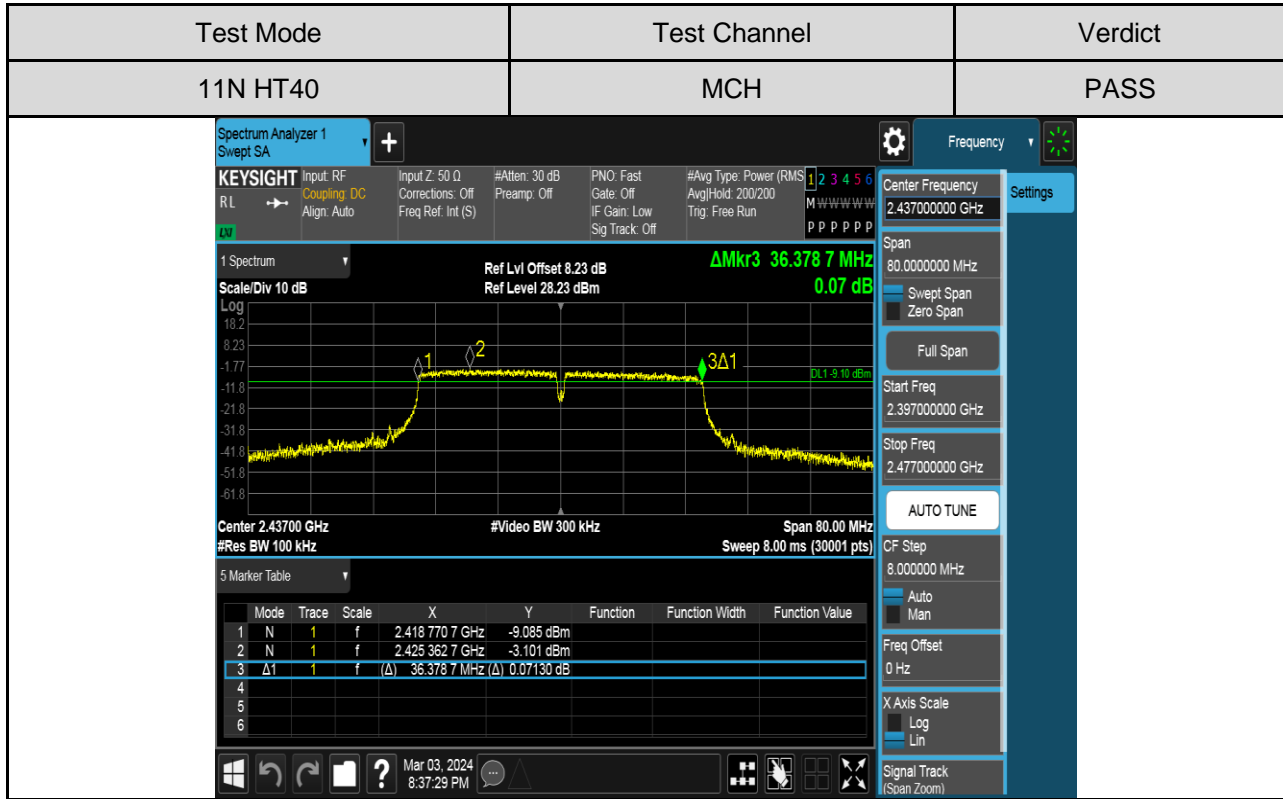 Test Mode Test Channel Verdict
11N HT40 MCH PASS
Spectrum Analyzer 1
Swept SA
+
Frequency
KEYSIGHT
RL
LXI
Input: RF
Coupling: DC
Align: Auto
Input Z: 50 Ω
Corrections: Off
Freq Ref: Int (S)
#Atten: 30 dB
Preamp: Off
PNO: Fast
Gate: Off
IF Gain: Low
Sig Track: Off
#Avg Type: Power (RMS
Avg|Hold: 200/200
Trig: Free Run
1 2 3 4 5 6
M W W W W W
P P P P P P
1 Spectrum
Scale/Div 10 dB
Ref Lvl Offset 8.23 dB
Ref Level 28.23 dBm
ΔMkr3 36.378 7 MHz
0.07 dB
Log
18.2
8.23
-1.77
-11.8
-21.8
-31.8
-41.8
-51.8
-61.8
1
2
3Δ1
DL1 -9.10 dBm
Center 2.43700 GHz #Video BW 300 kHz Span 80.00 MHz
#Res BW 100 kHz Sweep 8.00 ms (30001 pts)
5 Marker Table
Mode Trace Scale X Y Function Function Width Function Value
1 N 1 f 2.418 770 7 GHz -9.085 dBm
2 N 1 f 2.425 362 7 GHz -3.101 dBm
3 Δ1 1 f (Δ) 36.378 7 MHz (Δ) 0.07130 dB
4
5
6
?
Mar 03, 2024
8:37:29 PM
Center Frequency
2.437000000 GHz
Settings
Span
80.0000000 MHz
Swept Span
Zero Span
Full Span
Start Freq
2.397000000 GHz
Stop Freq
2.477000000 GHz
AUTO TUNE
CF Step
8.000000 MHz
Auto
Man
Freq Offset
0 Hz
X Axis Scale
Log
Lin
Signal Track
(Span Zoom)